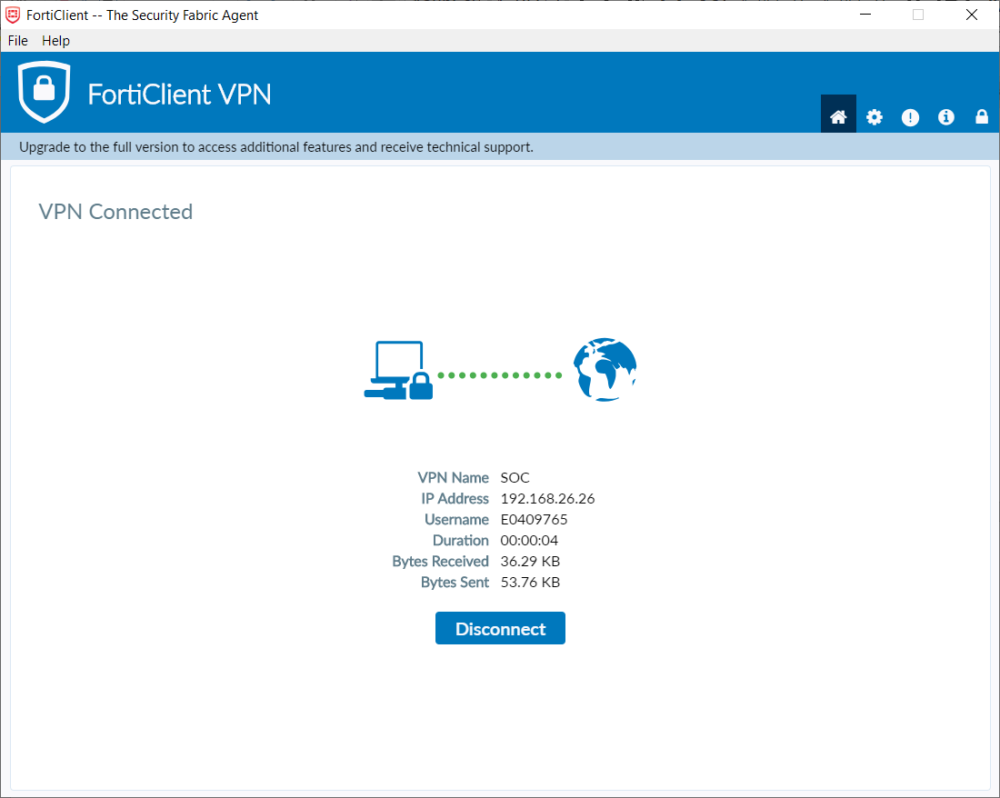 FortiClient -- The Security Fabric Agent
File Help
FortiClient VPN
Upgrade to the full version to access additional features and receive technical support.
VPN Connected
VPN Name SOC
IP Address 192.168.26.26
Username E0409765
Duration 00:00:04
Bytes Received 36.29 KB
Bytes Sent 53.76 KB
Disconnect